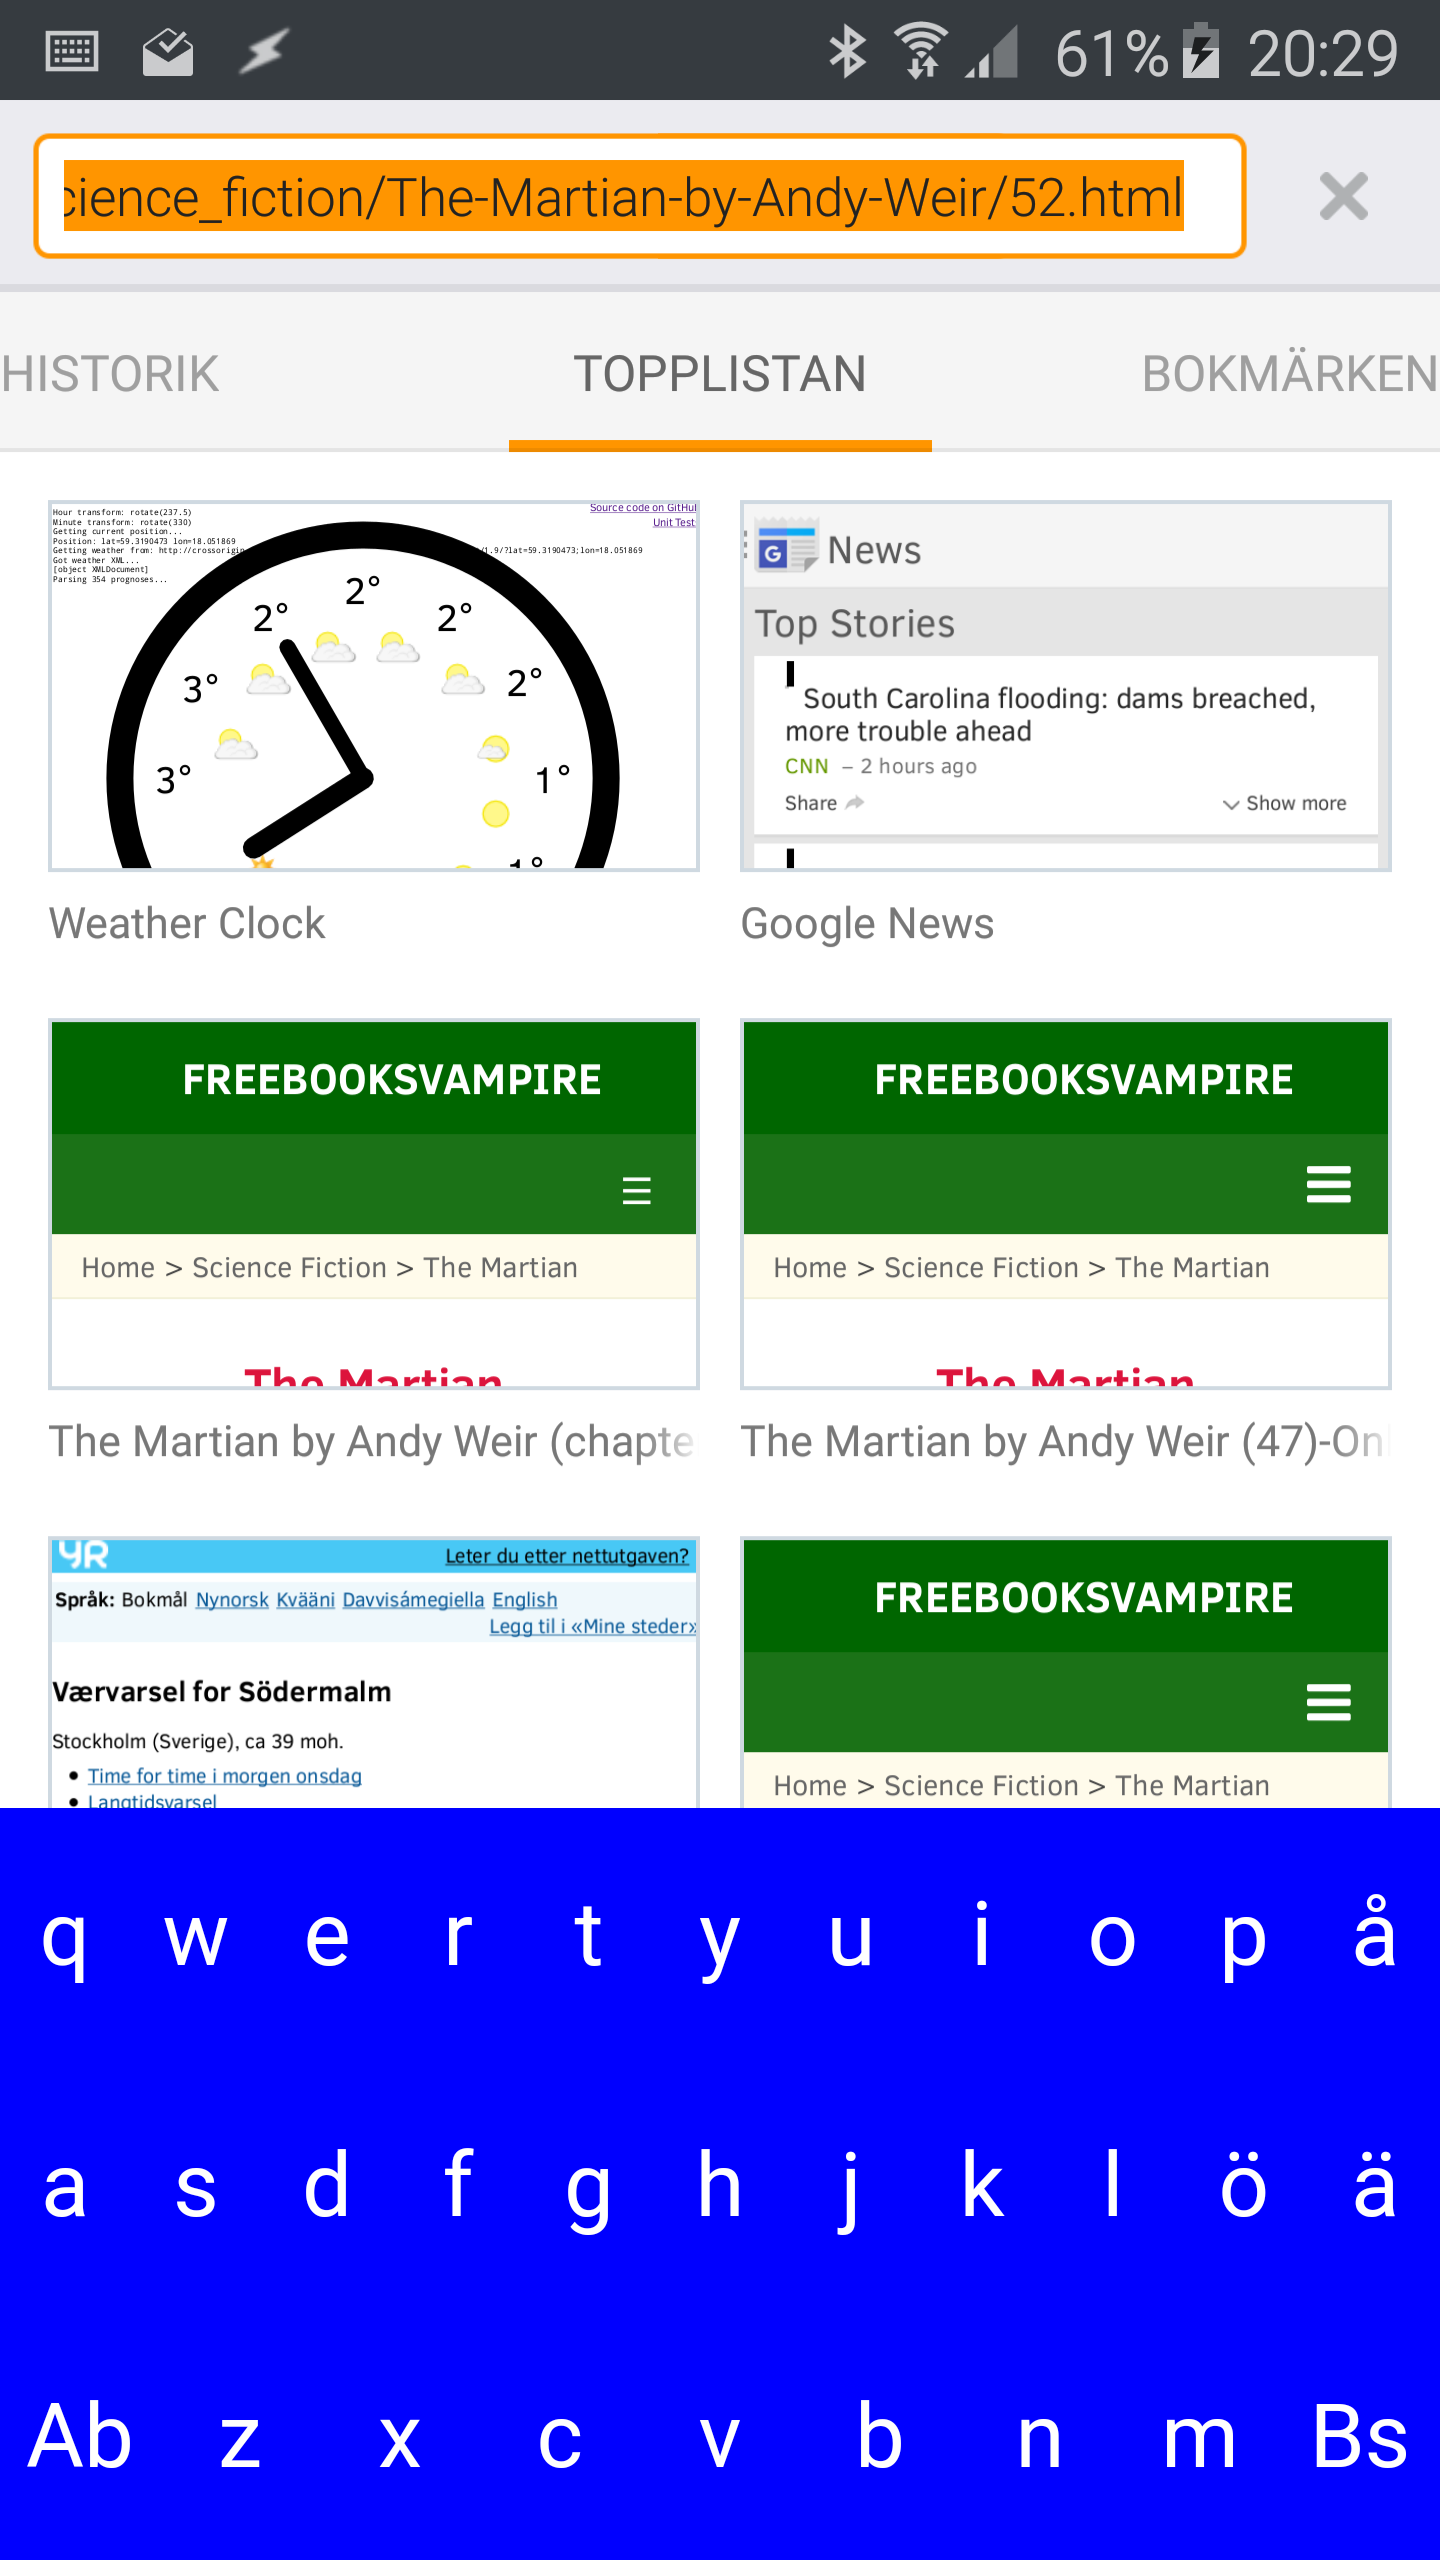 61% 20:29
cience_fiction/The-Martian-by-Andy-Weir/52.html
HISTORIK TOPPLISTAN BOKMÄRKEN
Hour transform: rotate(237.5)
Minute transform: rotate(330)
Getting current position...
Position: lat=59.3190473 lon=18.051869
Getting weather from: http://crossorigin /1.9/?lat=59.3190473;lon=18.051869
Got weather XML...
[object XMLDocument]
Parsing 354 prognoses...
Source code on GitHu
Unit Test
2°
2° 2°
3° 2°
3° 1°
1°
Weather Clock
G News
Top Stories
South Carolina flooding: dams breached,
more trouble ahead
CNN – 2 hours ago
Share Show more
Google News
FREEBOOKSVAMPIRE
Home > Science Fiction > The Martian
The Martian
The Martian by Andy Weir (chapte
FREEBOOKSVAMPIRE
Home > Science Fiction > The Martian
The Martian
The Martian by Andy Weir (47)-Onl
YR Leter du etter nettutgaven?
Språk: Bokmål Nynorsk Kvääni Davvisámegiella English
Legg til i «Mine steder»
Værvarsel for Södermalm
Stockholm (Sverige), ca 39 moh.
• Time for time i morgen onsdag
• Langtidsvarsel
FREEBOOKSVAMPIRE
Home > Science Fiction > The Martian
q w e r t y u i o p å
a s d f g h j k l ö ä
Ab z x c v b n m Bs